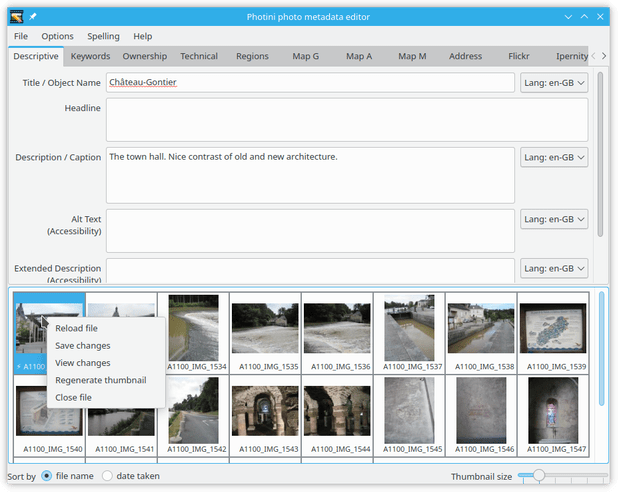 Photini photo metadata editor
File Options Spelling Help
Descriptive Keywords Ownership Technical Regions Map G Map A Map M Address Flickr Ipernity
Title / Object Name Château-Gontier Lang: en-GB
Headline
Description / Caption The town hall. Nice contrast of old and new architecture. Lang: en-GB
Alt Text
(Accessibility) Lang: en-GB
Extended Description
(Accessibility) Lang: en-GB
Reload file
Save changes
View changes
Regenerate thumbnail
Close file
A1100 A1100_IMG_1534 A1100_IMG_1535 A1100_IMG_1536 A1100_IMG_1537 A1100_IMG_1538 A1100_IMG_1539
A1100_IMG_1540 A1100_IMG_1541 A1100_IMG_1542 A1100_IMG_1543 A1100_IMG_1544 A1100_IMG_1545 A1100_IMG_1546 A1100_IMG_1547
Sort by file name date taken Thumbnail size